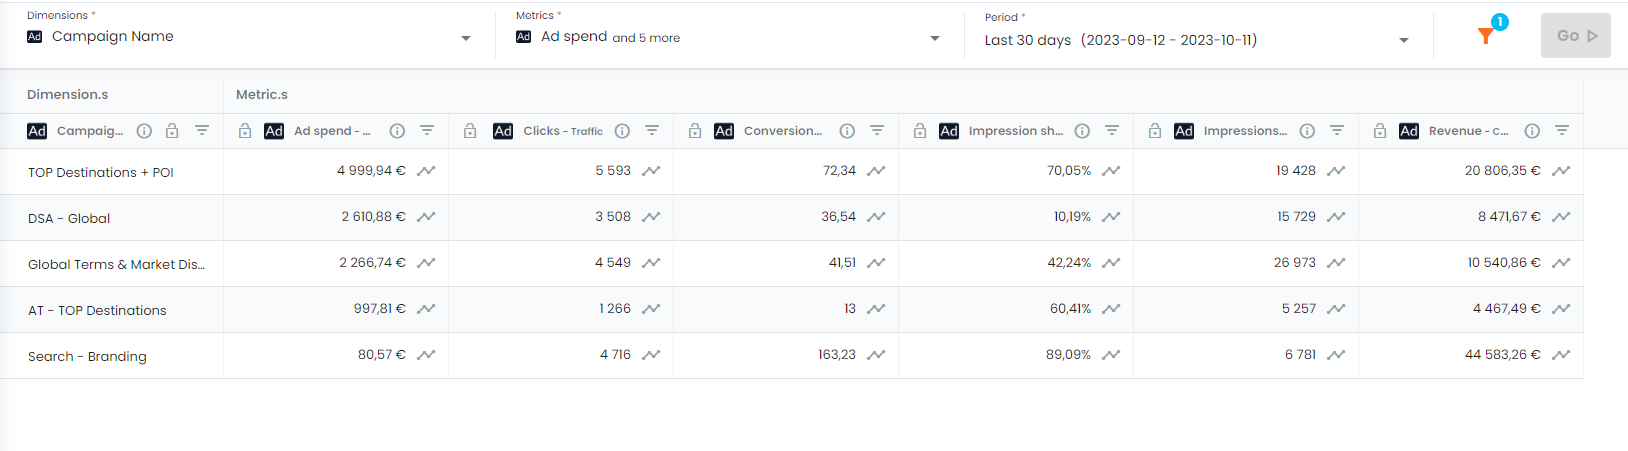 Dimensions * Metrics * Period *
Ad Campaign Name Ad Ad spend and 5 more Last 30 days (2023-09-12 - 2023-10-11) 1 Go
Dimension.s Metric.s
Ad Campaig... Ad Ad spend - ... Ad Clicks - Traffic Ad Conversion... Ad Impression sh... Ad Impressions... Ad Revenue - C...
TOP Destinations + POI 4 999,94 € 5 593 72,34 70,05% 19 428 20 806,35 €
DSA - Global 2 610,88 € 3 508 36,54 10,19% 15 729 8 471,67 €
Global Terms & Market Dis... 2 266,74 € 4 549 41,51 42,24% 26 973 10 540,86 €
AT - TOP Destinations 997,81 € 1 266 13 60,41% 5 257 4 467,49 €
Search - Branding 80,57 € 4 716 163,23 89,09% 6 781 44 583,26 €